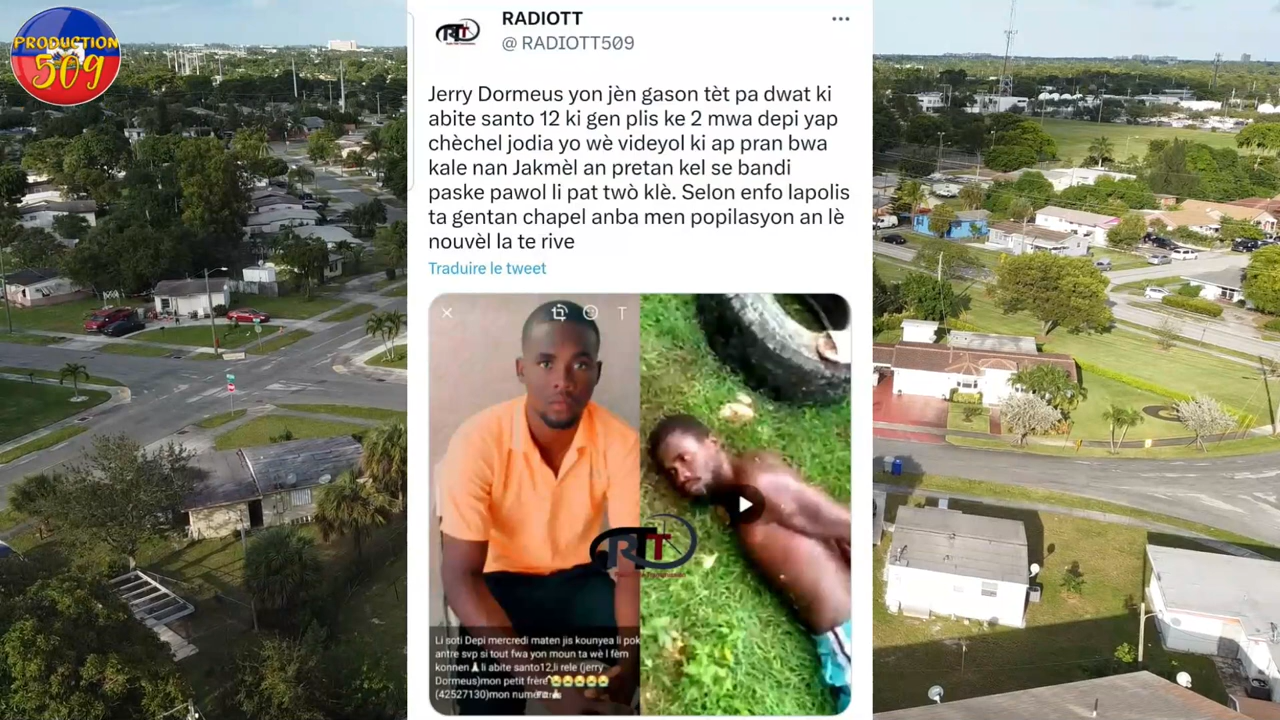 PRODUCTION
509
RADIOTT
@ RADIOTT509
Jerry Dormeus yon jèn gason tèt pa dwat ki
abite santo 12 ki gen plis ke 2 mwa depi yap
chèchel jodia yo wè videyol ki ap pran bwa
kale nan Jakmèl an pretan kel se bandi
paske pawol li pat twò klè. Selon enfo lapolis
ta gentan chapel anba men popilasyon an lè
nouvèl la te rive
Traduire le tweet
T
RTT
Li soti Depi mercredi maten jis kounyea li pok
antre svp si tout fwa yon moun ta wè l fèm
konnen🙏li abite santo12,li rele (jerry
Dormeus)mon petit frère😭😭😭😭😭
(42527130)mon numéro🙏